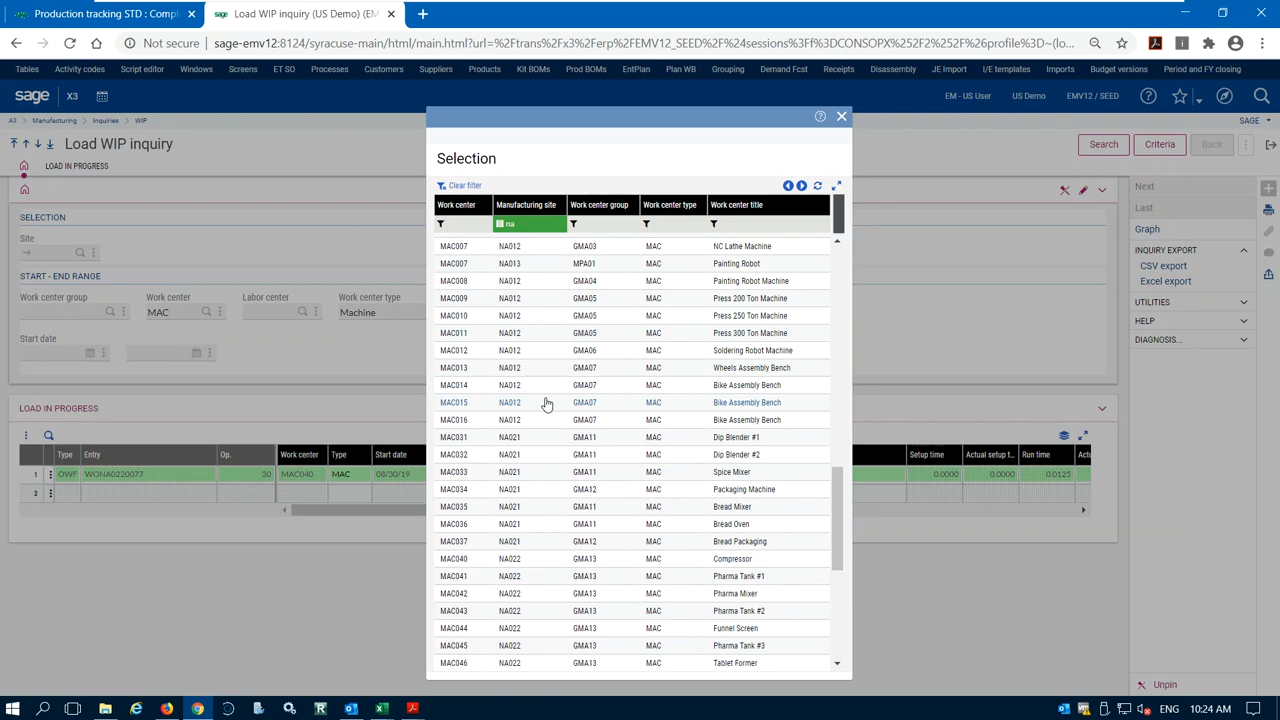 Production tracking STD : Compl
Load WIP inquiry (US Demo) (EM
Not secure
sage-emv12:8124/syracuse-main/html/main.html?url=%2Ftrans%2Fx3%2Ferp%2FEMV12_SEED%2F%24sessions%3Ff%3DCONSOPX%252F2%252F%26profile%3D~(lo...
Tables Activity codes Script editor Windows Screens ET SO Processes Customers Suppliers Products Kit BOMs Prod BOMs EntPlan Plan WB Grouping Demand Fcst Receipts Disassembly JE Import I/E templates Imports Budget versions Period and FY closing
sage X3
EM - US User US Demo EMV12 / SEED
All Manufacturing Inquiries WIP
SAGE
Load WIP inquiry
Search Criteria Back
LOAD IN PROGRESS
SELECTION
Site
START - END RANGE
Work center group Work center Labor center Work center type
MAC Machine
Start date
LOAD IN PROGRESS
Type Entry Op. Work center Type Start date Setup time Actual setup t Run time Actu
1 OWF WONA0220077 30 MAC040 MAC 08/30/19 0.0000 0.0000 0.0125
2
Selection
Clear filter
Work center Manufacturing site Work center group Work center type Work center title
na
MAC007 NA012 GMA03 MAC NC Lathe Machine
MAC007 NA013 MPA01 MAC Painting Robot
MAC008 NA012 GMA04 MAC Painting Robot Machine
MAC009 NA012 GMA05 MAC Press 200 Ton Machine
MAC010 NA012 GMA05 MAC Press 250 Ton Machine
MAC011 NA012 GMA05 MAC Press 300 Ton Machine
MAC012 NA012 GMA06 MAC Soldering Robot Machine
MAC013 NA012 GMA07 MAC Wheels Assembly Bench
MAC014 NA012 GMA07 MAC Bike Assembly Bench
MAC015 NA012 GMA07 MAC Bike Assembly Bench
MAC016 NA012 GMA07 MAC Bike Assembly Bench
MAC031 NA021 GMA11 MAC Dip Blender #1
MAC032 NA021 GMA11 MAC Dip Blender #2
MAC033 NA021 GMA11 MAC Spice Mixer
MAC034 NA021 GMA12 MAC Packaging Machine
MAC035 NA021 GMA11 MAC Bread Mixer
MAC036 NA021 GMA11 MAC Bread Oven
MAC037 NA021 GMA12 MAC Bread Packaging
MAC040 NA022 GMA13 MAC Compressor
MAC041 NA022 GMA13 MAC Pharma Tank #1
MAC042 NA022 GMA13 MAC Pharma Mixer
MAC043 NA022 GMA13 MAC Pharma Tank #2
MAC044 NA022 GMA13 MAC Funnel Screen
MAC045 NA022 GMA13 MAC Pharma Tank #3
MAC046 NA022 GMA13 MAC Tablet Former
Next
Last
Graph
INQUIRY EXPORT
CSV export
Excel export
UTILITIES
HELP
DIAGNOSIS...
Unpin
ENG 10:24 AM